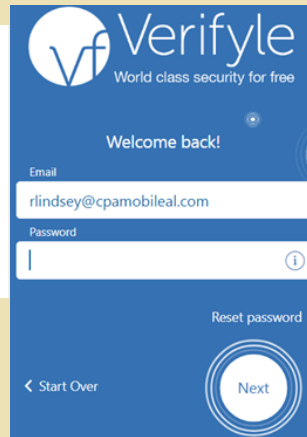 vf Verifyle
World class security for free
Welcome back!
Email
rlindsey@cpamobileal.com
Password
i
Reset password
Start Over
Next